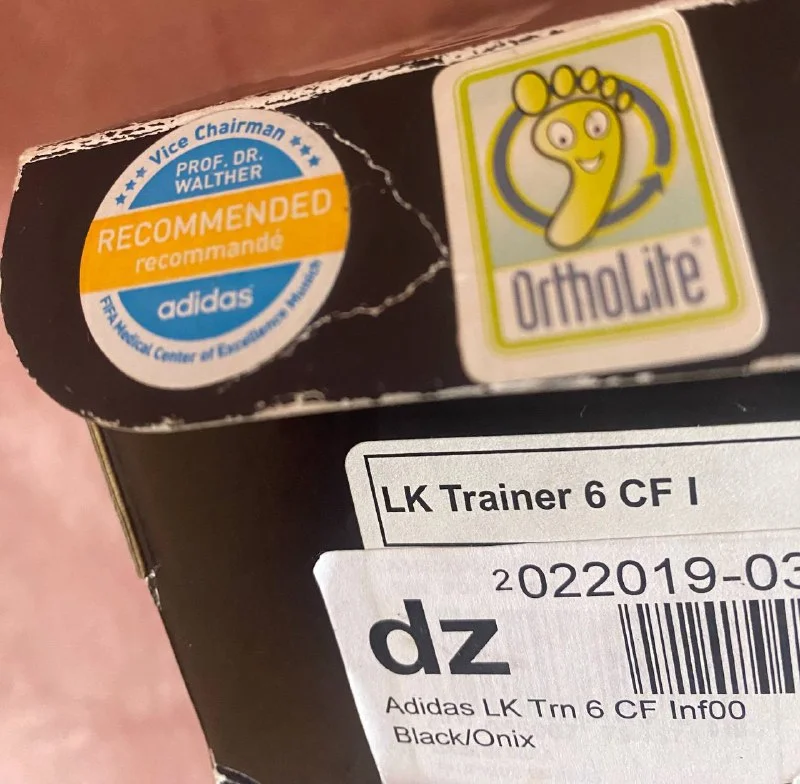 Vice Chairman
PROF. DR.
WALTHER
RECOMMENDED
recommandé
adidas
FIFA Medical Center of Excellence Munich
OrthoLite
LK Trainer 6 CF I
2022019-03
dz
Adidas LK Trn 6 CF Inf00
Black/Onix